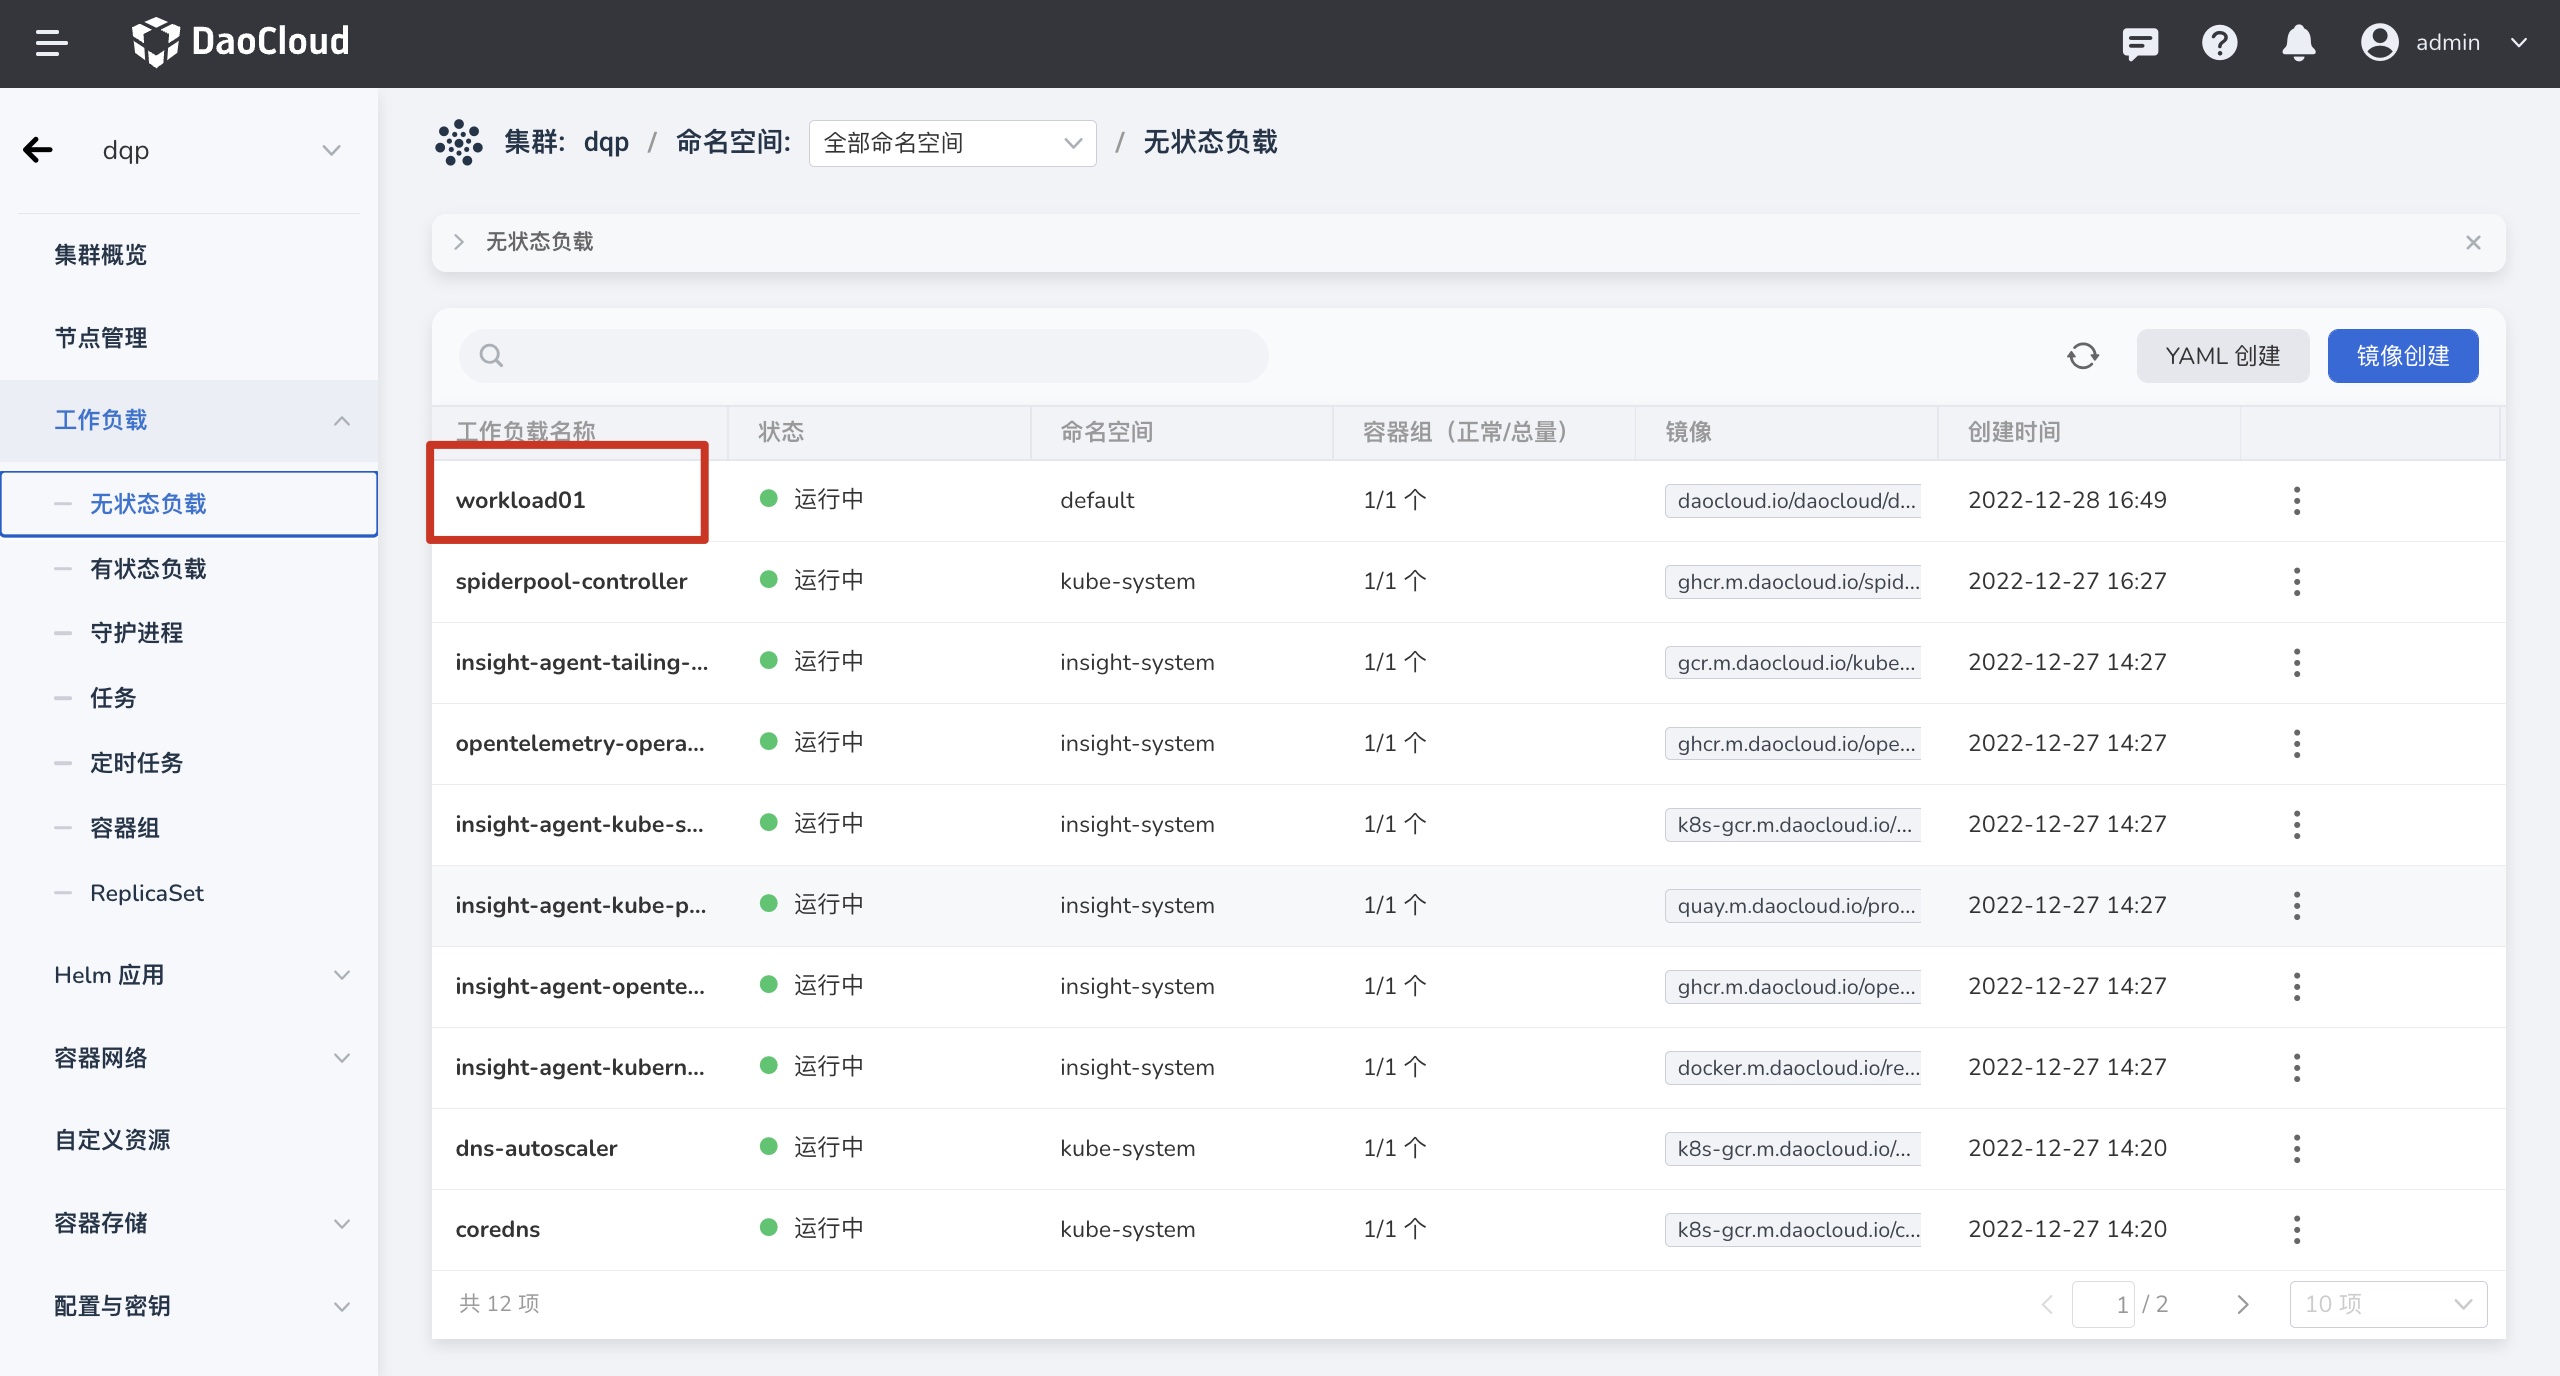 DaoCloud
admin
dqp
集群概览
节点管理
工作负载
无状态负载
有状态负载
守护进程
任务
定时任务
容器组
ReplicaSet
Helm 应用
容器网络
自定义资源
容器存储
配置与密钥
集群: dqp / 命名空间: 全部命名空间 / 无状态负载
无状态负载
YAML 创建 镜像创建
工作负载名称 状态 命名空间 容器组（正常/总量） 镜像 创建时间
workload01 运行中 default 1/1 个 daocloud.io/daocloud/d... 2022-12-28 16:49
spiderpool-controller 运行中 kube-system 1/1 个 ghcr.m.daocloud.io/spid... 2022-12-27 16:27
insight-agent-tailing-... 运行中 insight-system 1/1 个 gcr.m.daocloud.io/kube... 2022-12-27 14:27
opentelemetry-opera... 运行中 insight-system 1/1 个 ghcr.m.daocloud.io/ope... 2022-12-27 14:27
insight-agent-kube-s... 运行中 insight-system 1/1 个 k8s-gcr.m.daocloud.io/... 2022-12-27 14:27
insight-agent-kube-p... 运行中 insight-system 1/1 个 quay.m.daocloud.io/pro... 2022-12-27 14:27
insight-agent-opente... 运行中 insight-system 1/1 个 ghcr.m.daocloud.io/ope... 2022-12-27 14:27
insight-agent-kubern... 运行中 insight-system 1/1 个 docker.m.daocloud.io/re... 2022-12-27 14:27
dns-autoscaler 运行中 kube-system 1/1 个 k8s-gcr.m.daocloud.io/... 2022-12-27 14:20
coredns 运行中 kube-system 1/1 个 k8s-gcr.m.daocloud.io/c... 2022-12-27 14:20
共 12 项 1 / 2 10 项